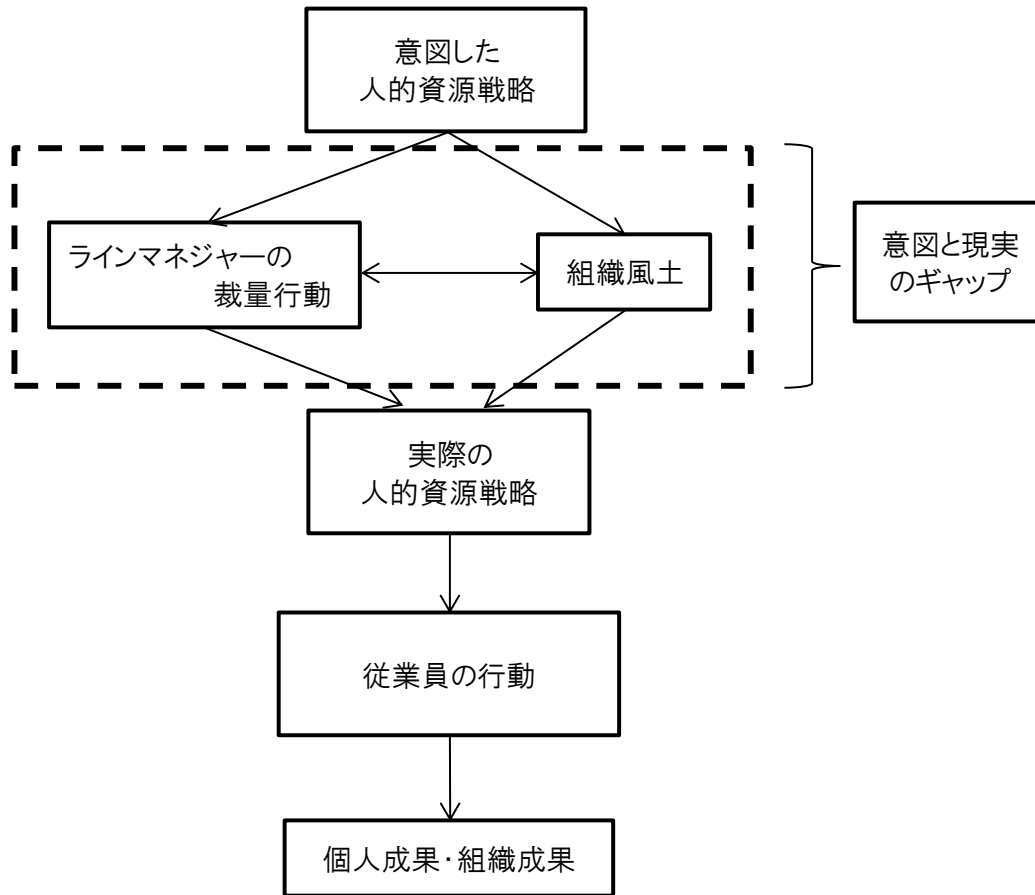 意図した
人的資源戦略
ラインマネジャーの
裁量行動
組織風土
意図と現実
のギャップ
実際の
人的資源戦略
従業員の行動
個人成果・組織成果